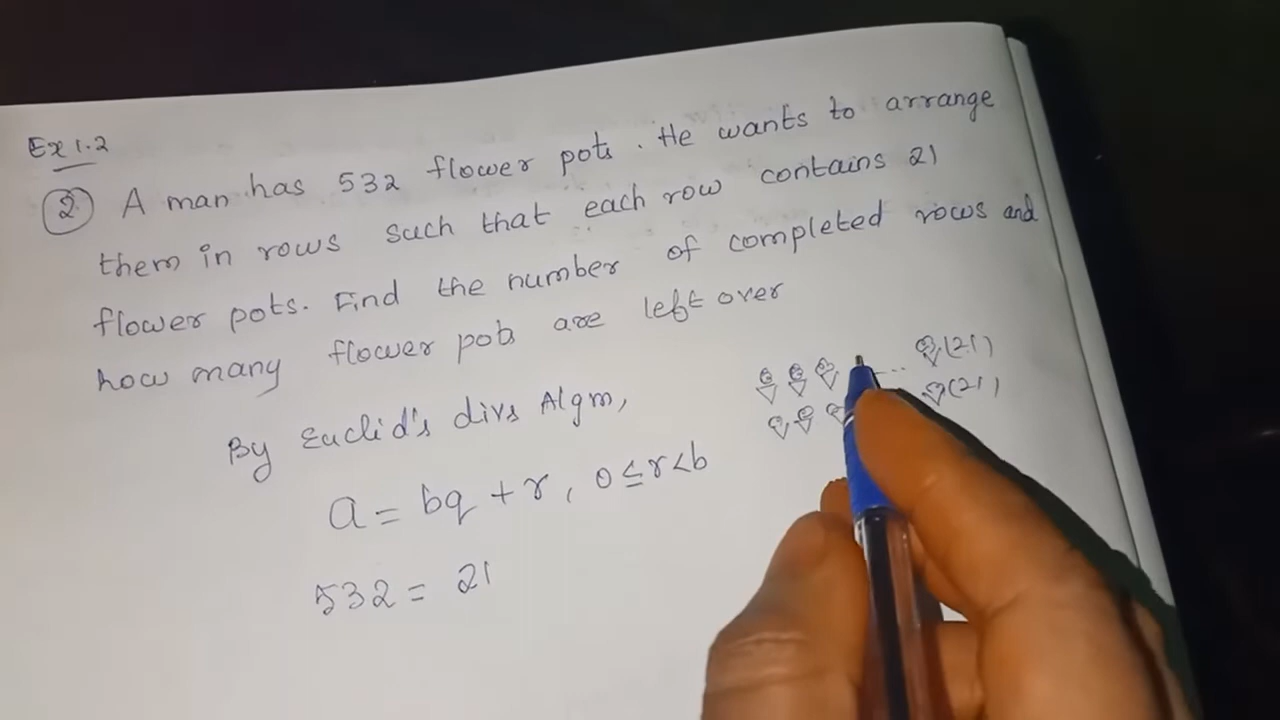 Ex 1.2
② A man has 532 flower pots. He wants to arrange
them in rows such that each row contains 21
flower pots. Find the number of completed rows and
how many flower pots are left over
By Euclid's divs Algm,
a = bq + r, 0 ≤ r < b
532 = 21
... (21)
(21)